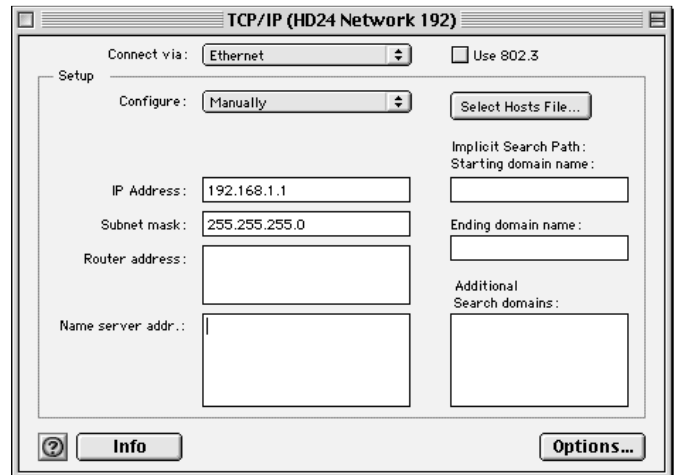 TCP/IP (HD24 Network 192)
Connect via: Ethernet
Use 802.3
Setup
Configure: Manually
Select Hosts File...
Implicit Search Path:
Starting domain name:
IP Address: 192.168.1.1
Subnet mask: 255.255.255.0
Ending domain name:
Router address:
Additional
Search domains:
Name server addr.:
?
Info
Options...